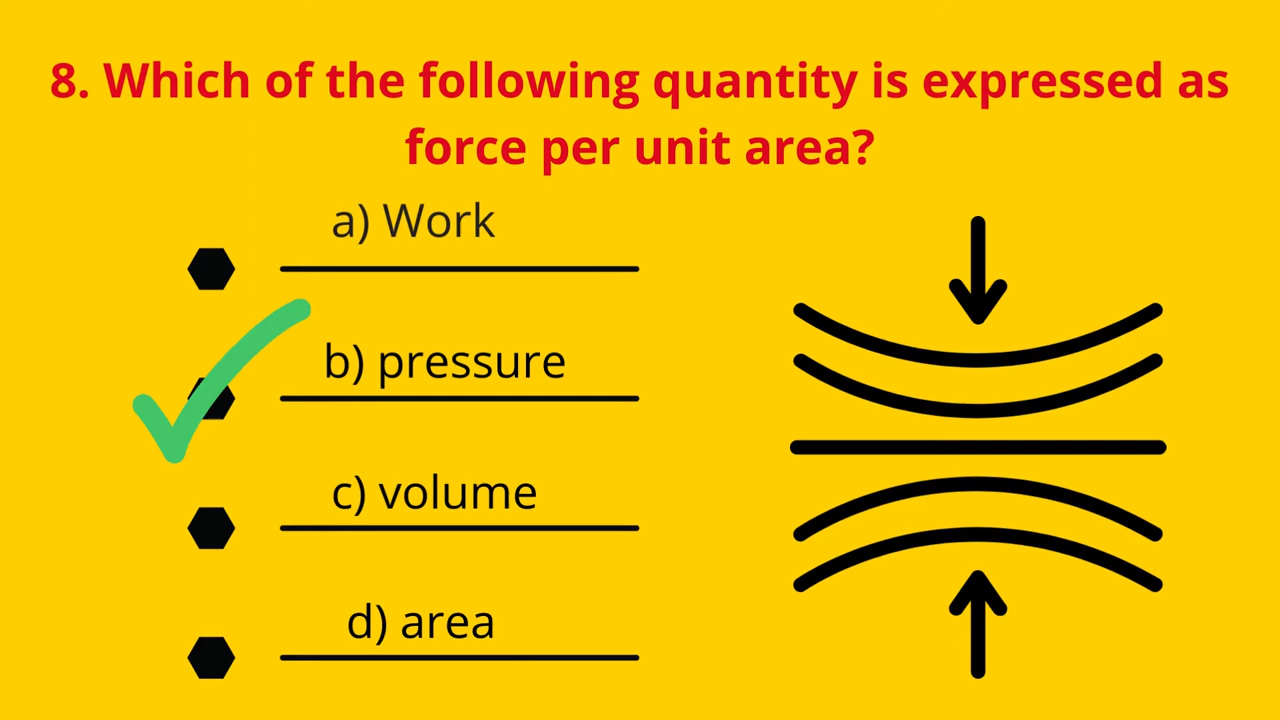 8. Which of the following quantity is expressed as
force per unit area?
a) Work
b) pressure
c) volume
d) area